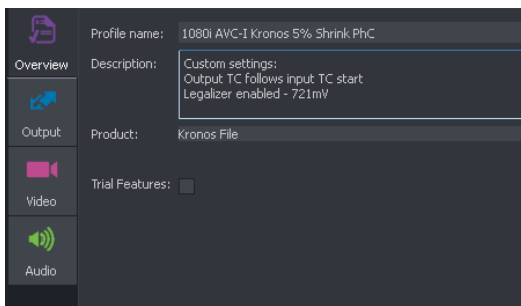 Profile name: 1080i AVC-I Kronos 5% Shrink PhC
Overview
Description: Custom settings:
Output TC follows input TC start
Legalizer enabled - 721mV
Output
Product: Kronos File
Trial Features:
Video
Audio